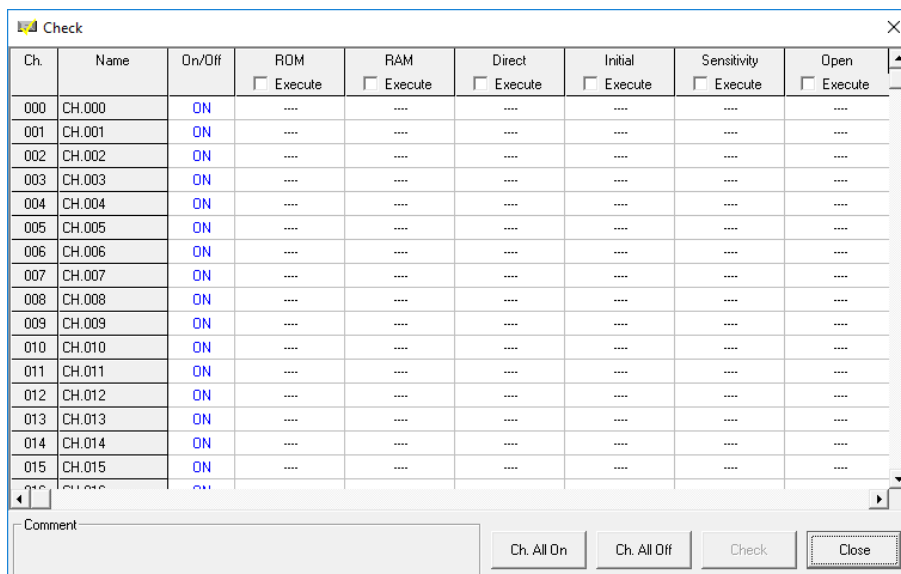 Check
Ch. Name On/Off ROM RAM Direct Initial Sensitivity Open
Execute Execute Execute Execute Execute Execute
000 CH.000 ON ---- ---- ---- ---- ---- ----
001 CH.001 ON ---- ---- ---- ---- ---- ----
002 CH.002 ON ---- ---- ---- ---- ---- ----
003 CH.003 ON ---- ---- ---- ---- ---- ----
004 CH.004 ON ---- ---- ---- ---- ---- ----
005 CH.005 ON ---- ---- ---- ---- ---- ----
006 CH.006 ON ---- ---- ---- ---- ---- ----
007 CH.007 ON ---- ---- ---- ---- ---- ----
008 CH.008 ON ---- ---- ---- ---- ---- ----
009 CH.009 ON ---- ---- ---- ---- ---- ----
010 CH.010 ON ---- ---- ---- ---- ---- ----
011 CH.011 ON ---- ---- ---- ---- ---- ----
012 CH.012 ON ---- ---- ---- ---- ---- ----
013 CH.013 ON ---- ---- ---- ---- ---- ----
014 CH.014 ON ---- ---- ---- ---- ---- ----
015 CH.015 ON ---- ---- ---- ---- ---- ----
Comment
Ch. All On Ch. All Off Check Close